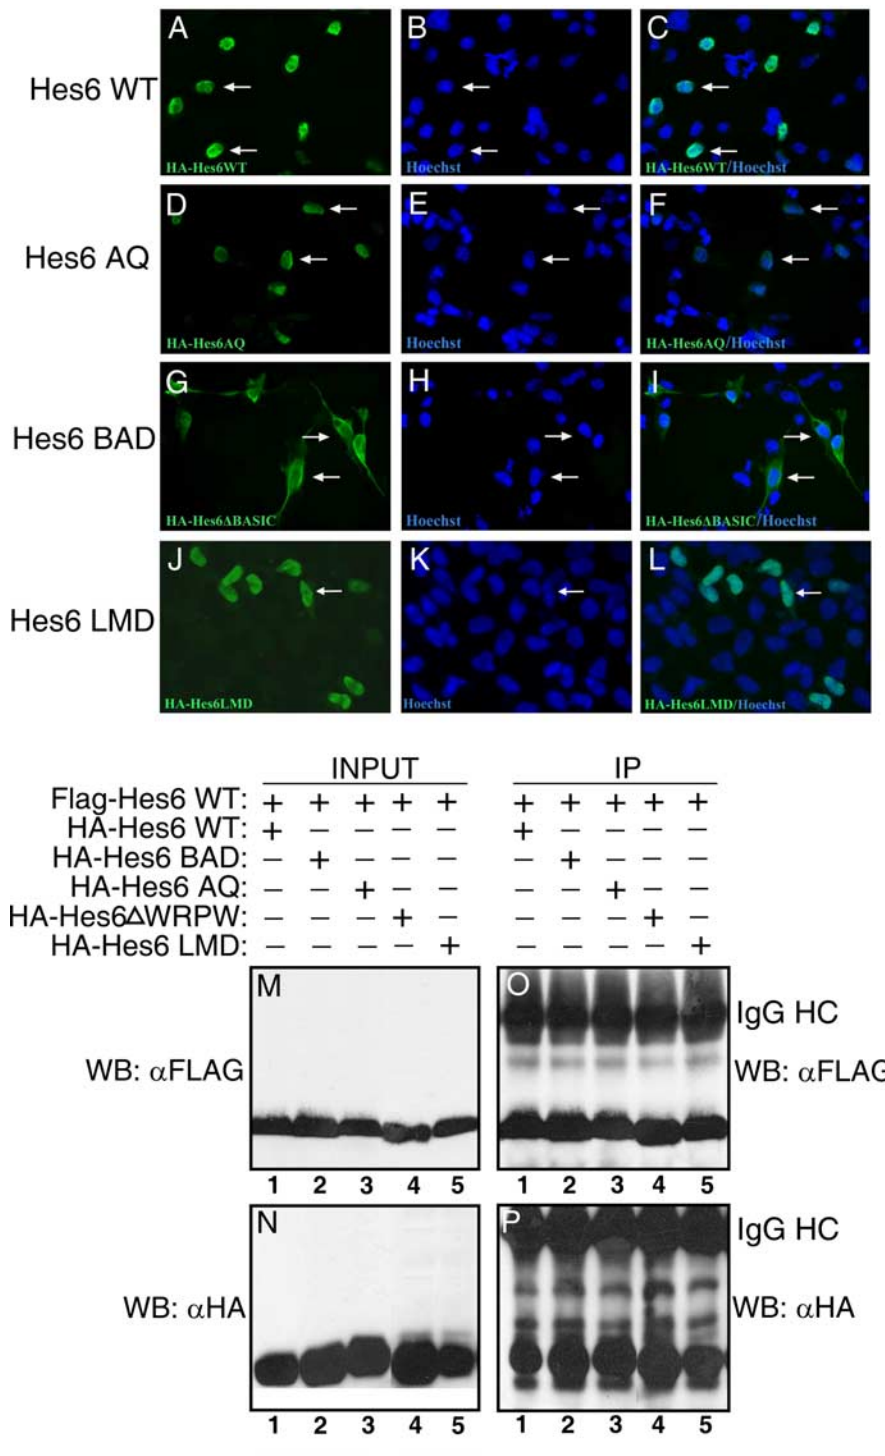 A B C
Hes6 WT
HA-Hes6WT Hoechst HA-Hes6WT/Hoechst
D E F
Hes6 AQ
HA-Hes6AQ Hoechst HA-Hes6AQ/Hoechst
G H I
Hes6 BAD
HA-Hes6ΔBASIC Hoechst HA-Hes6ΔBASIC/Hoechst
J K L
Hes6 LMD
HA-Hes6LMD Hoechst HA-Hes6LMD/Hoechst
INPUT IP
Flag-Hes6 WT: + + + + + + + + + +
HA-Hes6 WT: + – – – – + – – – –
HA-Hes6 BAD: – + – – – – + – – –
HA-Hes6 AQ: – – + – – – – + – –
HA-Hes6ΔWRPW: – – – + – – – – + –
HA-Hes6 LMD: – – – – + – – – – +
M O
IgG HC
WB: αFLAG WB: αFLAG
1 2 3 4 5 1 2 3 4 5
N P
IgG HC
WB: αHA WB: αHA
1 2 3 4 5 1 2 3 4 5